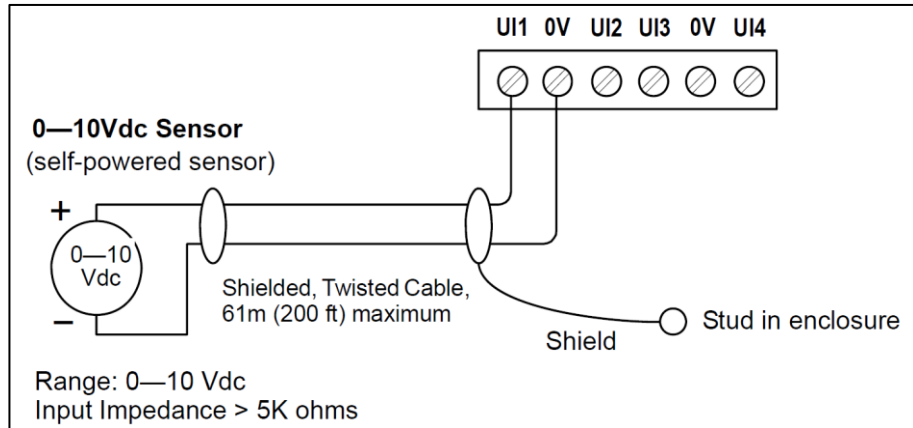 UI1 0V UI2 UI3 0V UI4
0—10Vdc Sensor
(self-powered sensor)
+
0—10
Vdc
−
Shielded, Twisted Cable,
61m (200 ft) maximum
Shield
Stud in enclosure
Range: 0—10 Vdc
Input Impedance > 5K ohms